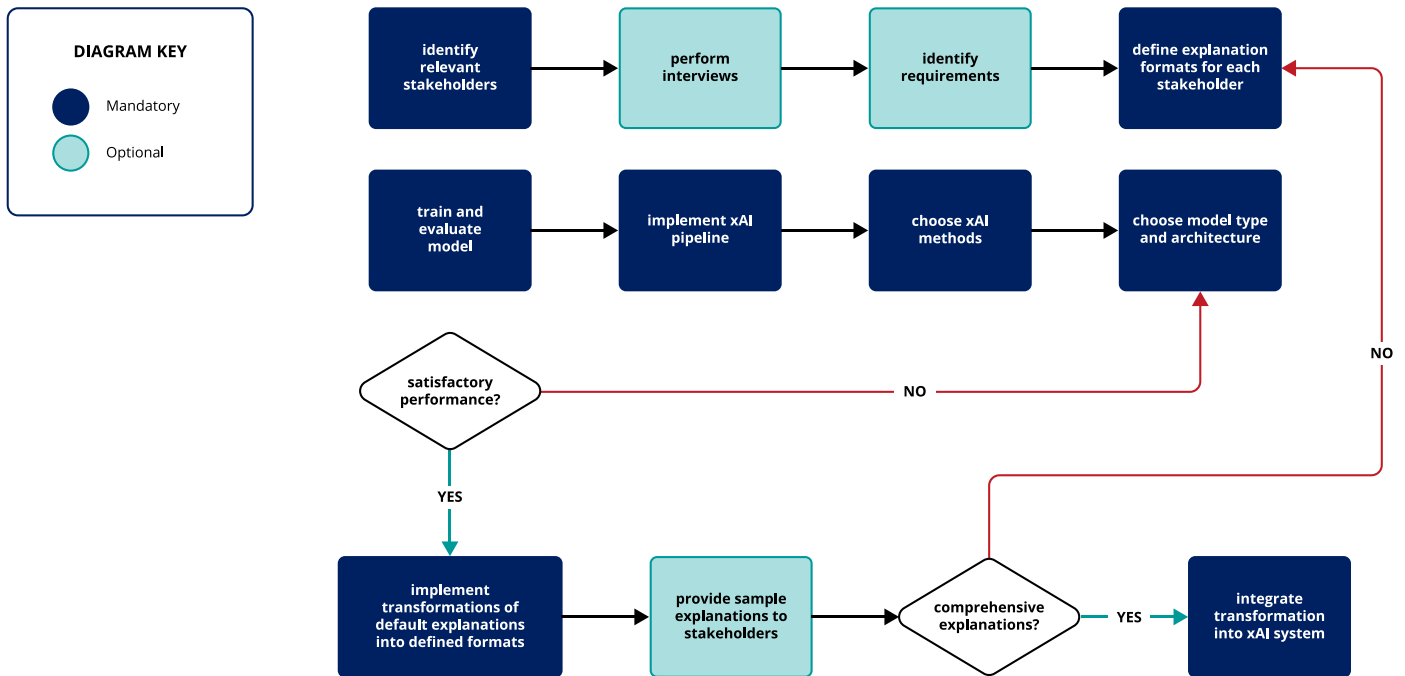 DIAGRAM KEY
Mandatory
Optional
identify
relevant
stakeholders
perform
interviews
identify
requirements
define explanation
formats for each
stakeholder
train and
evaluate
model
implement xAI
pipeline
choose xAI
methods
choose model type
and architecture
satisfactory
performance?
NO
NO
YES
implement
transformations of
default explanations
into defined formats
provide sample
explanations to
stakeholders
comprehensive
explanations?
YES
integrate
transformation
into xAI system